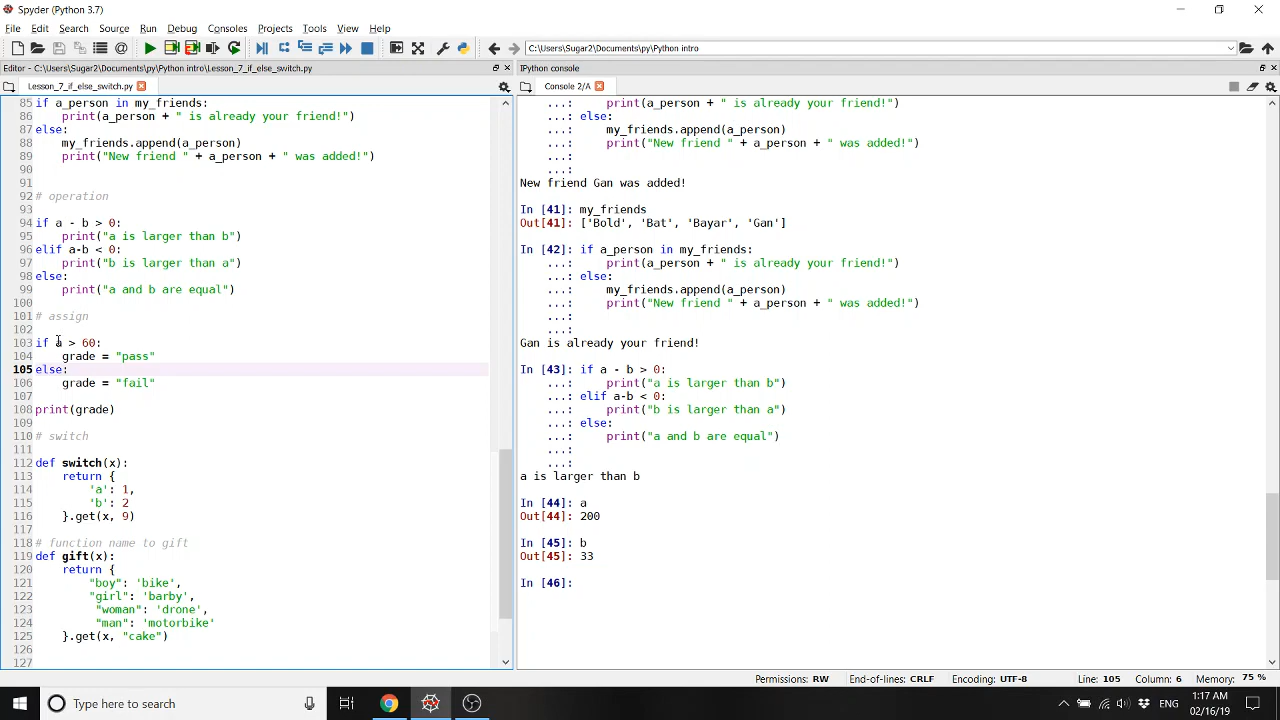 Spyder (Python 3.7)
File Edit Search Source Run Debug Consoles Projects Tools View Help
C:\Users\Sugar2\Documents\py\Python intro
Editor - C:\Users\Sugar2\Documents\py\Python intro\Lesson_7_if_else_switch.py
Lesson_7_if_else_switch.py
85 if a_person in my_friends:
86     print(a_person + " is already your friend!")
87 else:
88     my_friends.append(a_person)
89     print("New friend " + a_person + " was added!")
90
91
92 # operation
93
94 if a - b > 0:
95     print("a is larger than b")
96 elif a-b < 0:
97     print("b is larger than a")
98 else:
99     print("a and b are equal")
100
101 # assign
102
103 if a > 60:
104     grade = "pass"
105 else:
106     grade = "fail"
107
108 print(grade)
109
110 # switch
111
112 def switch(x):
113     return {
114         'a': 1,
115         'b': 2
116     }.get(x, 9)
117
118 # function name to gift
119 def gift(x):
120     return {
121         "boy": 'bike',
122         "girl": 'barby',
123          "woman": 'drone',
124          "man": 'motorbike'
125     }.get(x, "cake")
126
127
IPython console
Console 2/A
...:     print(a_person + " is already your friend!")
...: else:
...:     my_friends.append(a_person)
...:     print("New friend " + a_person + " was added!")
...:
...:
New friend Gan was added!
In [41]: my_friends
Out[41]: ['Bold', 'Bat', 'Bayar', 'Gan']
In [42]: if a_person in my_friends:
...:     print(a_person + " is already your friend!")
...: else:
...:     my_friends.append(a_person)
...:     print("New friend " + a_person + " was added!")
...:
...:
Gan is already your friend!
In [43]: if a - b > 0:
...:     print("a is larger than b")
...: elif a-b < 0:
...:     print("b is larger than a")
...: else:
...:     print("a and b are equal")
...:
...:
a is larger than b
In [44]: a
Out[44]: 200
In [45]: b
Out[45]: 33
In [46]:
Permissions: RW End-of-lines: CRLF Encoding: UTF-8 Line: 105 Column: 6 Memory: 75 %
Type here to search
ENG
1:17 AM
02/16/19